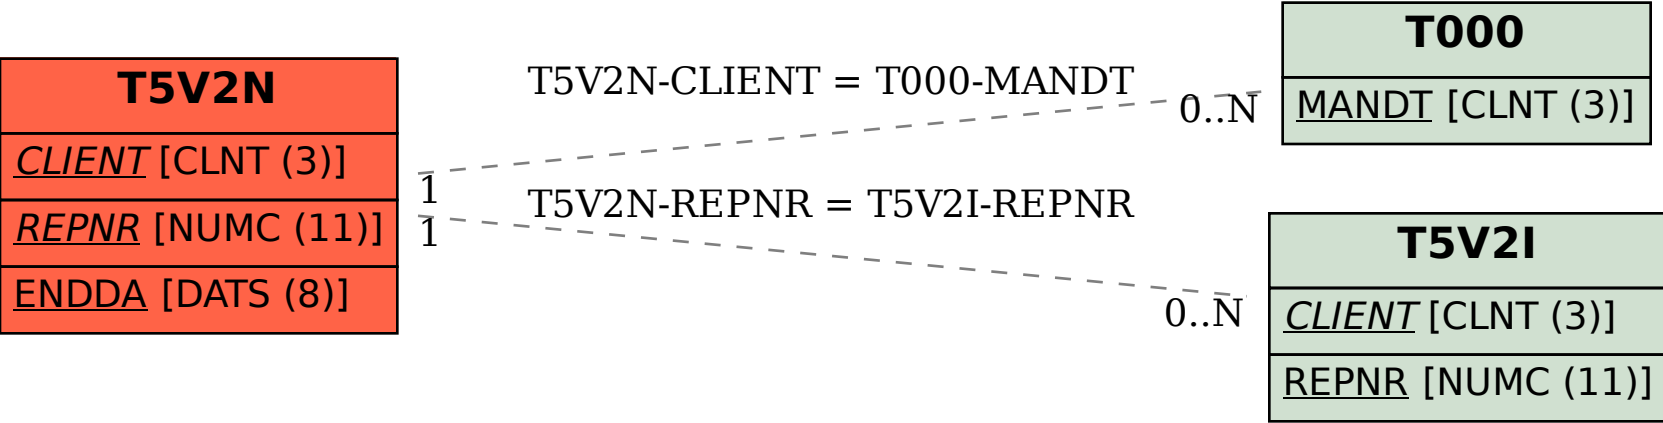 T5V2N
CLIENT [CLNT (3)]
REPNR [NUMC (11)]
ENDDA [DATS (8)]
T5V2N-CLIENT = T000-MANDT
1
0..N
T5V2N-REPNR = T5V2I-REPNR
1
0..N
T000
MANDT [CLNT (3)]
T5V2I
CLIENT [CLNT (3)]
REPNR [NUMC (11)]